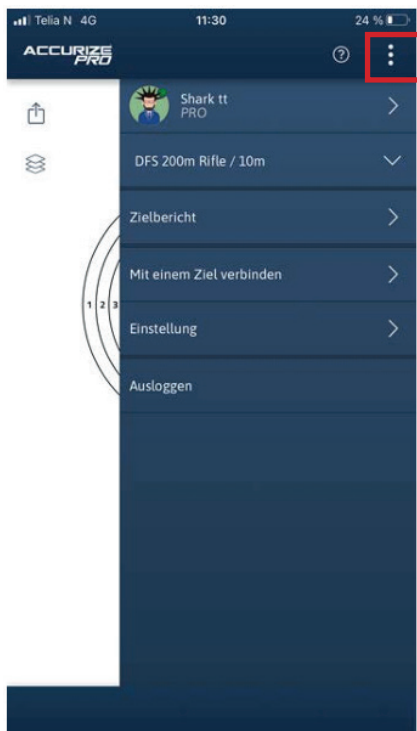 Telia N 4G 11:30 24 %
ACCURIZE
PRO
Shark tt
PRO
DFS 200m Rifle / 10m
Zielbericht
Mit einem Ziel verbinden
1 2 3
Einstellung
Ausloggen